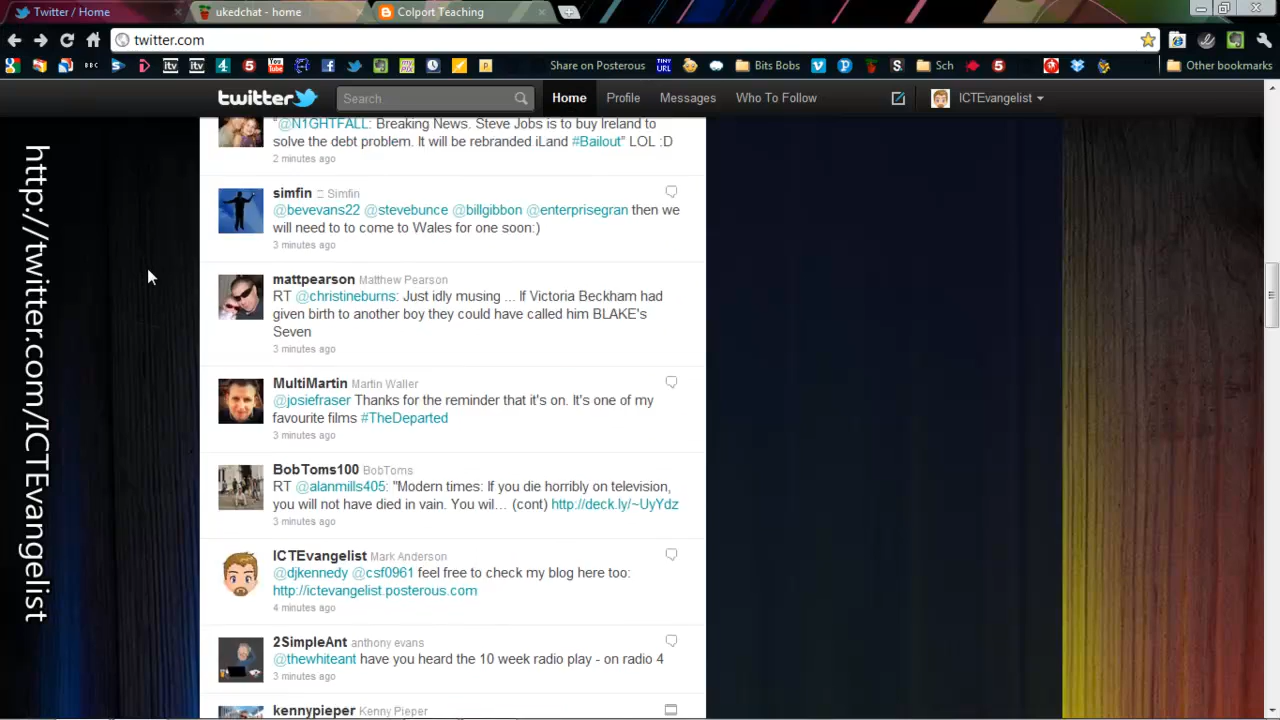 Twitter / Home
ukedchat - home
Colport Teaching
twitter.com
BBC
itv
itv
4
5
You Tube
Share on Posterous
TINY URL
Bits Bobs
Sch
5
Other bookmarks
twitter
Search
Home
Profile
Messages
Who To Follow
ICTEvangelist
http://twitter.com/ICTEvangelist
"@N1GHTFALL: Breaking News. Steve Jobs is to buy Ireland to
solve the debt problem. It will be rebranded iLand #Bailout" LOL :D
2 minutes ago
simfin Simfin
@bevevans22 @stevebunce @billgibbon @enterprisegran then we
will need to to come to Wales for one soon:)
3 minutes ago
mattpearson Matthew Pearson
RT @christineburns: Just idly musing ... If Victoria Beckham had
given birth to another boy they could have called him BLAKE's
Seven
3 minutes ago
MultiMartin Martin Waller
@josiefraser Thanks for the reminder that it's on. It's one of my
favourite films #TheDeparted
3 minutes ago
BobToms100 BobToms
RT @alanmills405: "Modern times: If you die horribly on television,
you will not have died in vain. You wil... (cont) http://deck.ly/~UyYdz
3 minutes ago
ICTEvangelist Mark Anderson
@djkennedy @csf0961 feel free to check my blog here too:
http://ictevangelist.posterous.com
4 minutes ago
2SimpleAnt anthony evans
@thewhiteant have you heard the 10 week radio play - on radio 4
3 minutes ago
kennypieper Kenny Pieper